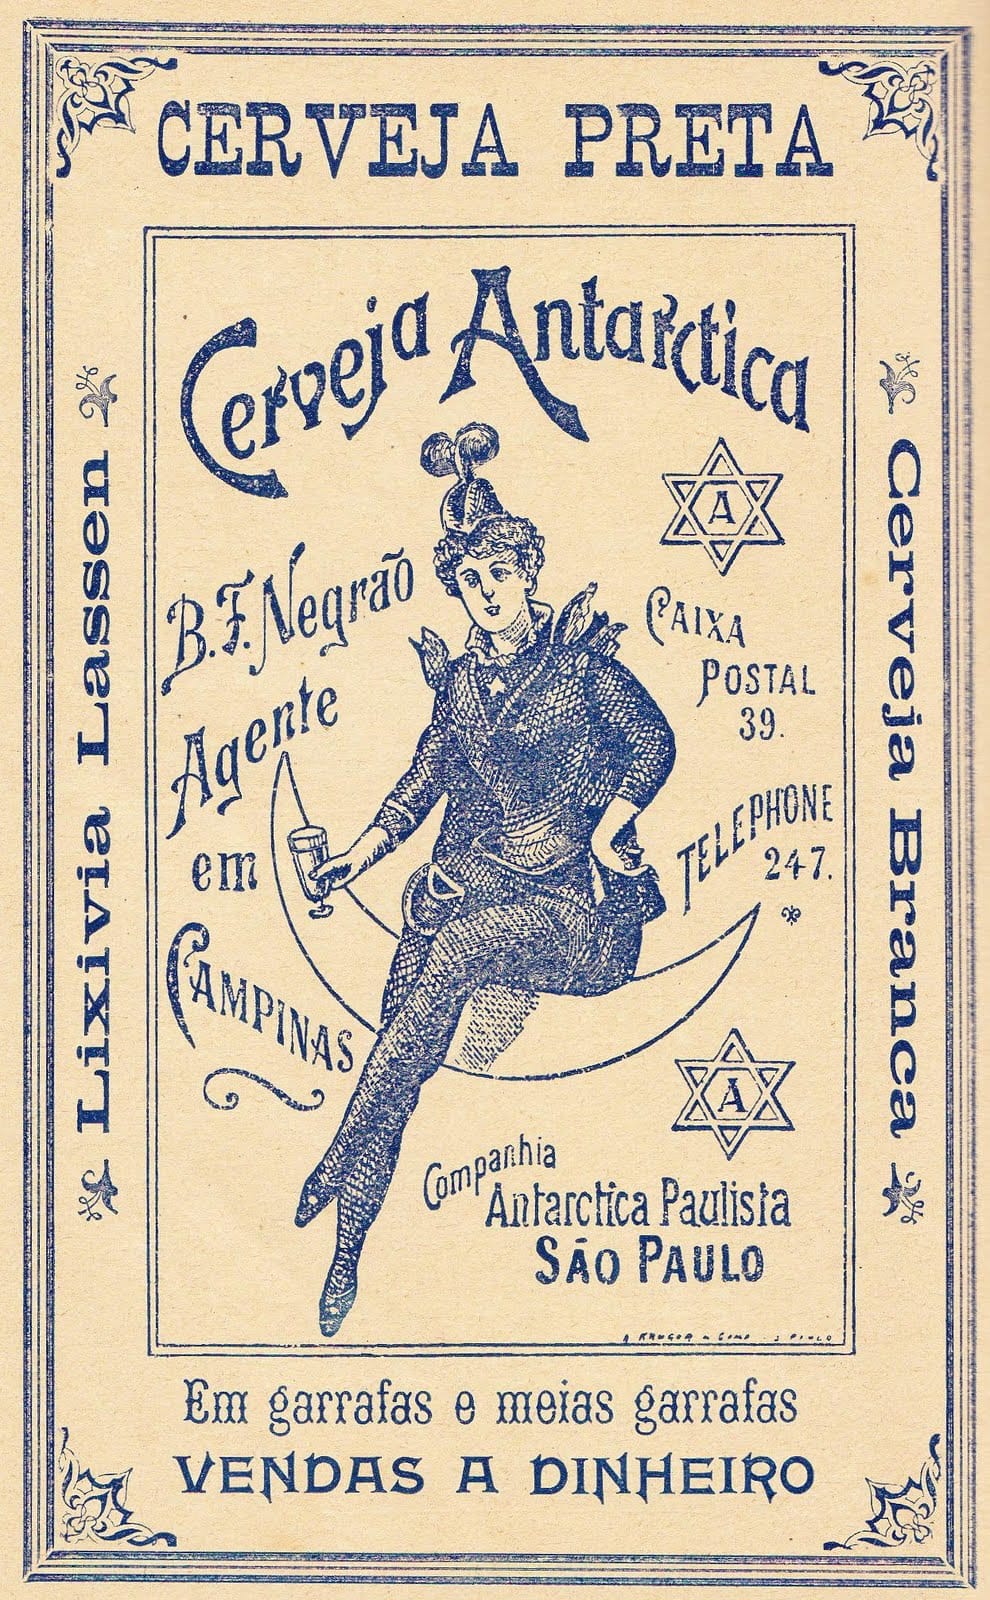 CERVEJA PRETA
Cerveja Antarctica
A
B. F. Negrão
Agente
em
CAMPINAS
CAIXA
POSTAL
39.
TELEPHONE
247.
A
Companhia
Antarctica Paulista
SÃO PAULO
S. PAULO
Lixivia Lassen
Cerveja Branca
Em garrafas e meias garrafas
VENDAS A DINHEIRO